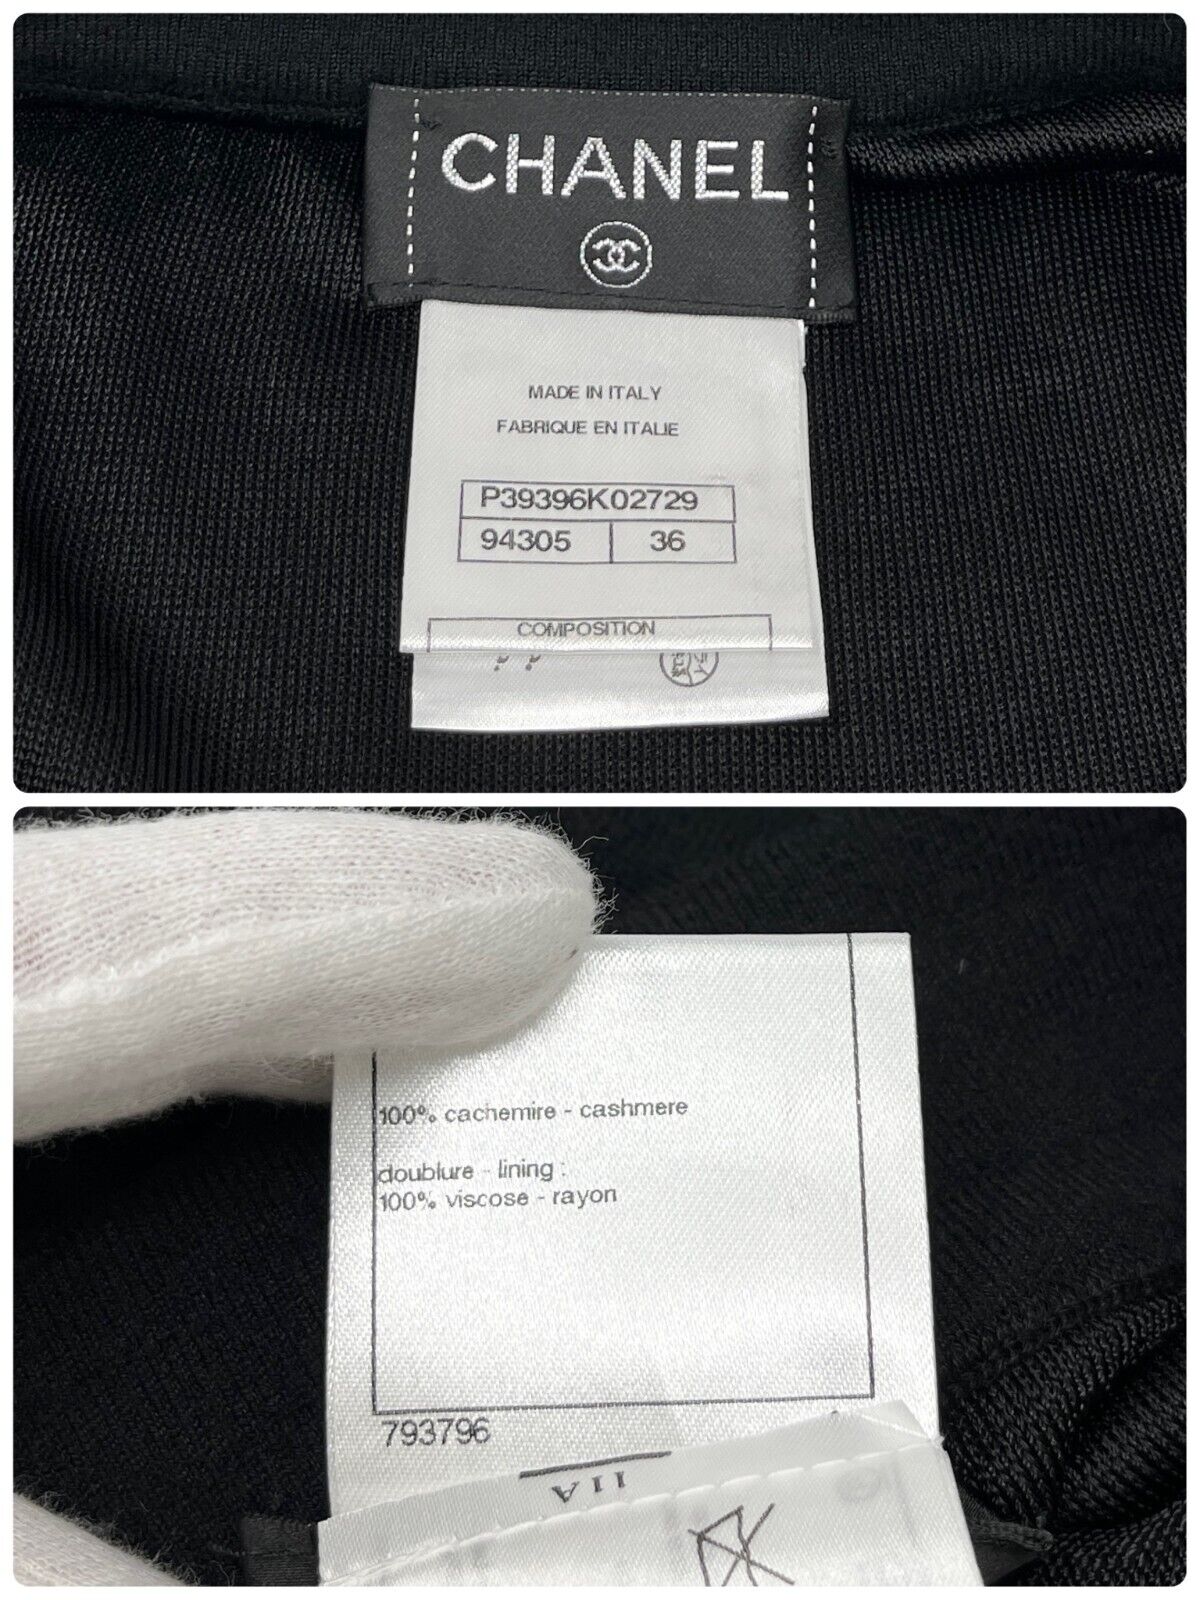 CHANEL
MADE IN ITALY
FABRIQUE EN ITALIE
P39396K02729
94305 36
COMPOSITION
100% cachemire - cashmere
doublure - lining :
100% viscose - rayon
793796
11A